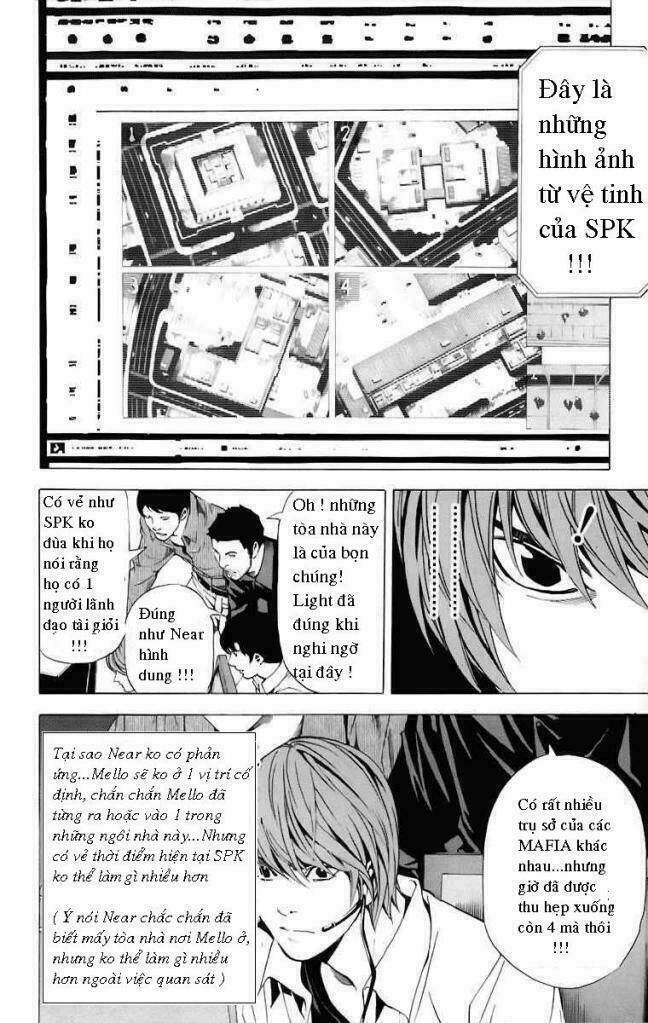 Đây là
những
hình ảnh
từ vệ tinh
của SPK
!!!
1
2
3
4
Oh ! những
tòa nhà này
là của bọn
chúng!
Light đã
đúng khi
nghi ngờ
tại đây !
Có vẻ như
SPK ko
đùa khi họ
nói rằng
họ có 1
người lãnh
dạo tài giỏi
!!!
Đúng
như Near
hình
dung !!!
!
Tại sao Near ko có phản
ứng...Mello sẽ ko ở 1 vị trí cố
định, chắc chắn Mello đã
từng ra hoặc vào 1 trong
những ngôi nhà này...Nhưng
có vẻ thời điểm hiện tại SPK
ko thể làm gì nhiều hơn
( Ý nói Near chắc chắn đã
biết mấy tòa nhà nơi Mello ở,
nhưng ko thể làm gì nhiều
hơn ngoài việc quan sát )
Có rất nhiều
trụ sở của các
MAFIA khác
nhau...nhưng
giờ đã được
thu hẹp xuống
còn 4 mà thôi
!!!